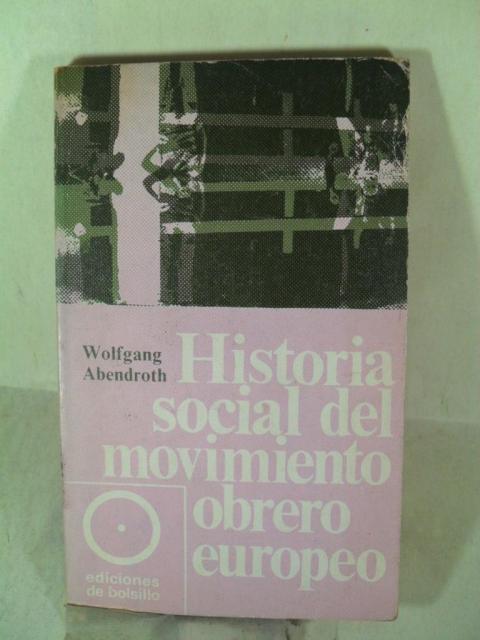 Wolfgang
Abendroth
Historia
social del
movimiento
obrero
europeo
ediciones
de bolsillo